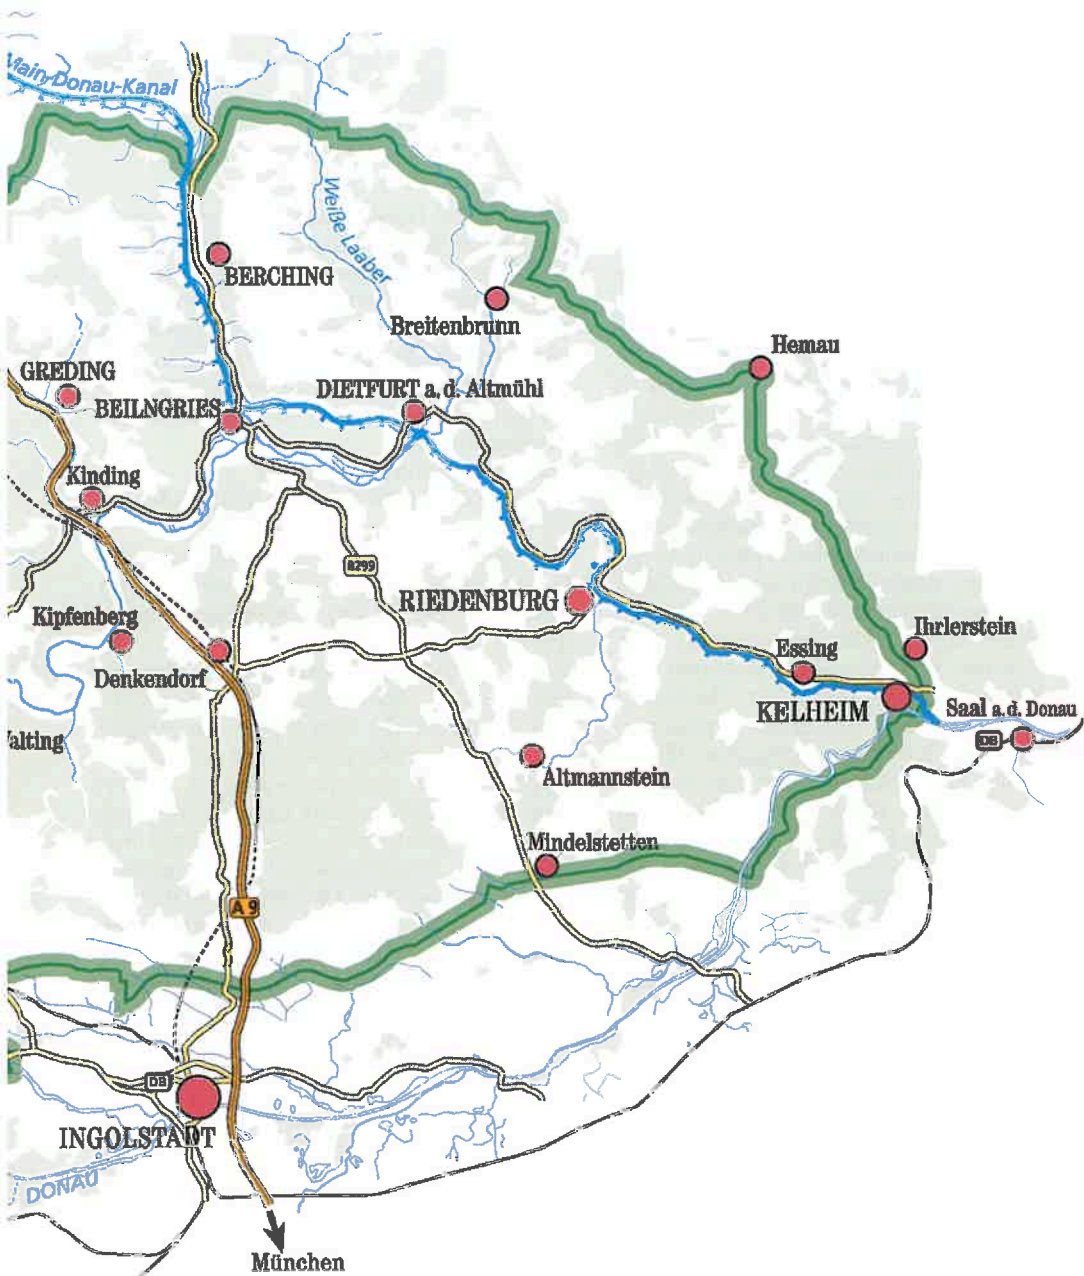 Main-Donau-Kanal
Weiße Laaber
BERCHING
Breitenbrunn
Hemau
GREDING
DIETFURT a. d. Altmühl
BEILNGRIES
Kinding
B299
RIEDENBURG
Kipfenberg
Ihrlerstein
Essing
Denkendorf
KELHEIM
Saal a. d. Donau
DB
alting
Altmannstein
Mindelstetten
A 9
DB
INGOLSTADT
DONAU
München